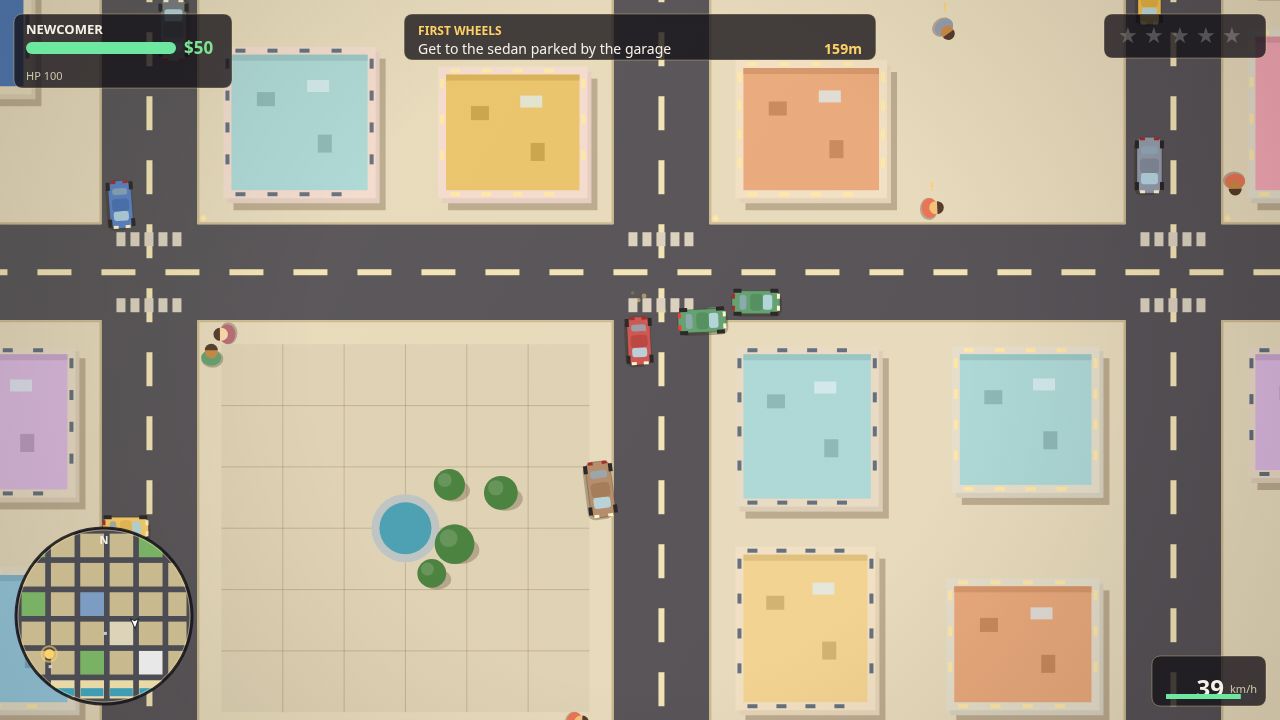 NEWCOMER
$50
HP 100
FIRST WHEELS
Get to the sedan parked by the garage
159m
N
39 km/h